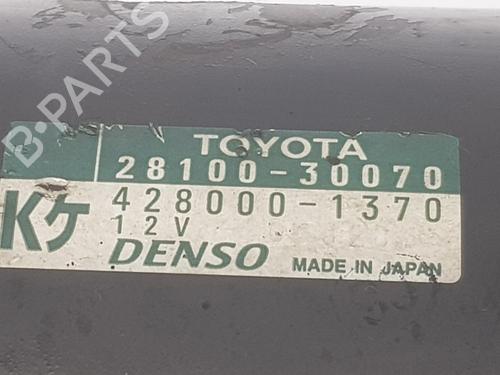 B-PARTS
TOYOTA
28100-30070
428000-1370
Kケ
12V
DENSO
MADE IN JAPAN